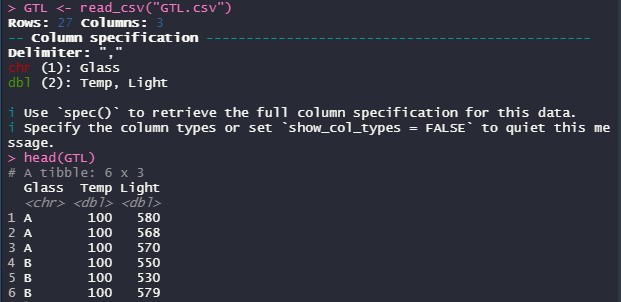 > GTL <- read_csv("GTL.csv")
Rows: 27 Columns: 3
-- Column specification ------------------------------------------------
Delimiter: ","
chr (1): Glass
dbl (2): Temp, Light
i Use `spec()` to retrieve the full column specification for this data.
i Specify the column types or set `show_col_types = FALSE` to quiet this me
ssage.
> head(GTL)
# A tibble: 6 x 3
  Glass  Temp Light
  <chr> <dbl> <dbl>
1 A       100   580
2 A       100   568
3 A       100   570
4 B       100   550
5 B       100   530
6 B       100   579